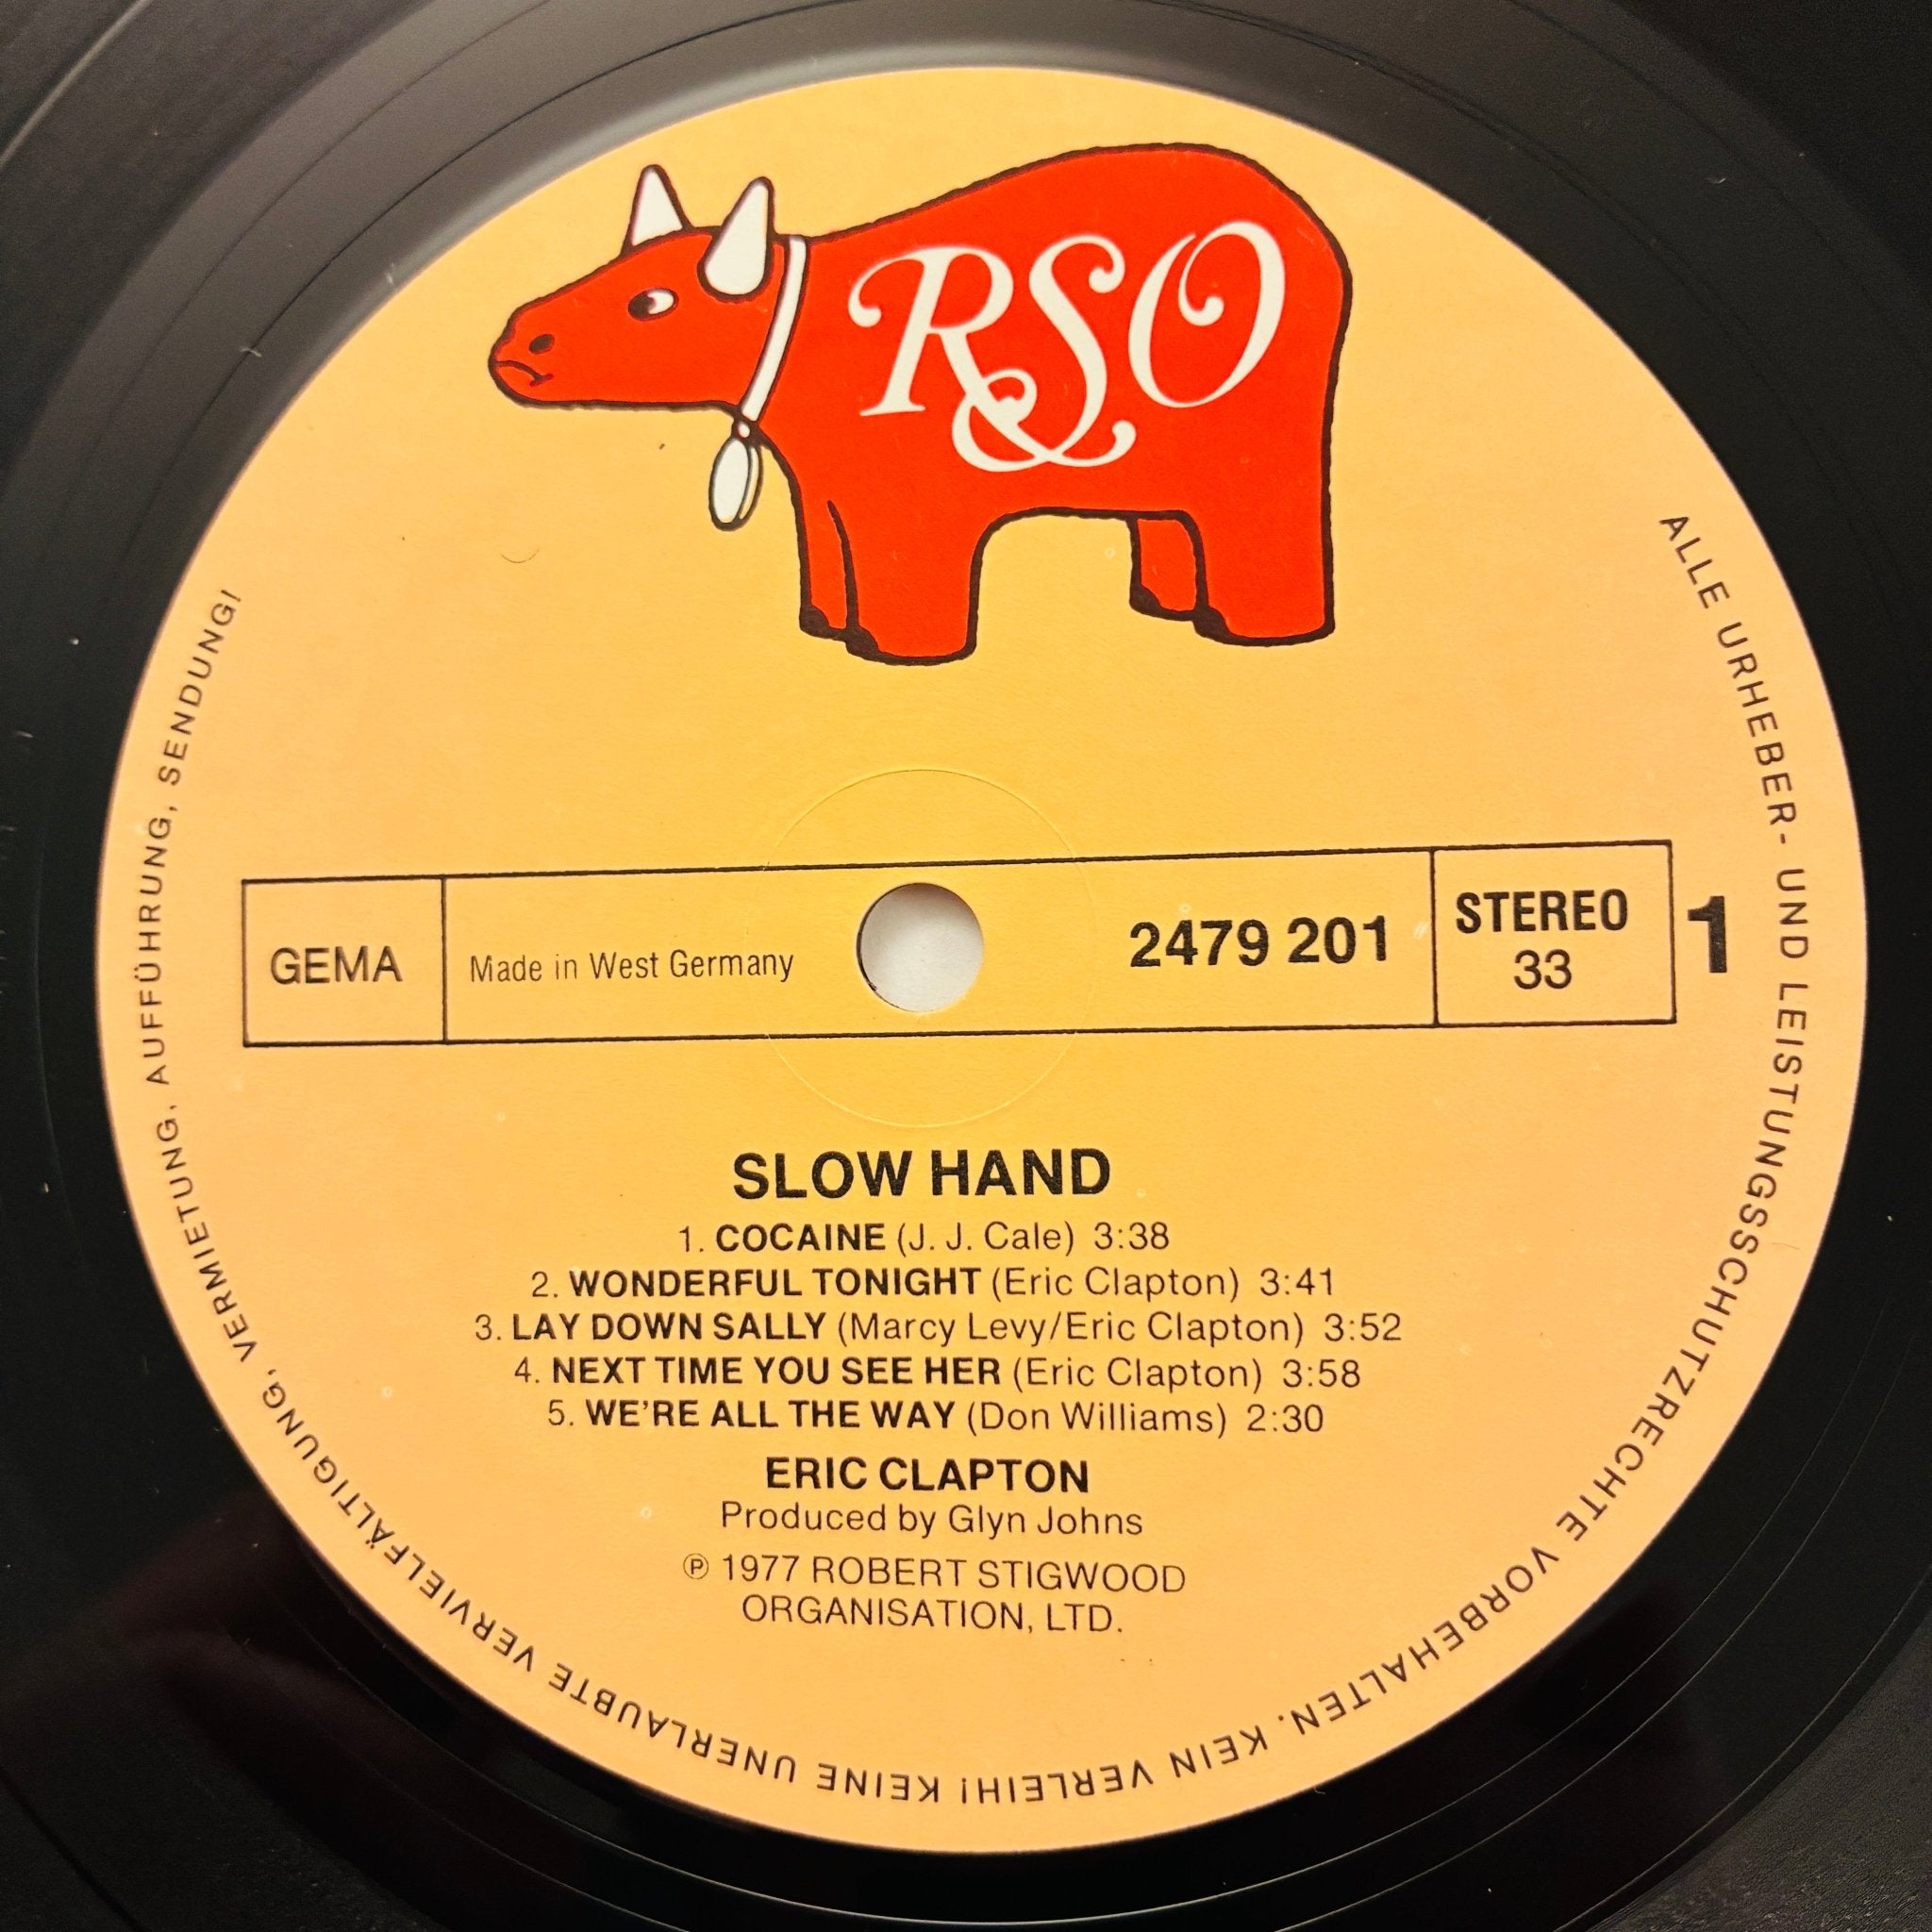 RSO
GEMA
Made in West Germany
2479 201
STEREO
33
1
SLOW HAND
1. COCAINE (J. J. Cale) 3:38
2. WONDERFUL TONIGHT (Eric Clapton) 3:41
3. LAY DOWN SALLY (Marcy Levy/Eric Clapton) 3:52
4. NEXT TIME YOU SEE HER (Eric Clapton) 3:58
5. WE'RE ALL THE WAY (Don Williams) 2:30
ERIC CLAPTON
Produced by Glyn Johns
℗ 1977 ROBERT STIGWOOD
ORGANISATION, LTD.
ALLE URHEBER- UND LEISTUNGSSCHUTZRECHTE VORBEHALTEN. KEIN VERLEIH! KEINE UNERLAUBTE VERVIELFÄLTIGUNG, VERMIETUNG, AUFFÜHRUNG, SENDUNG!